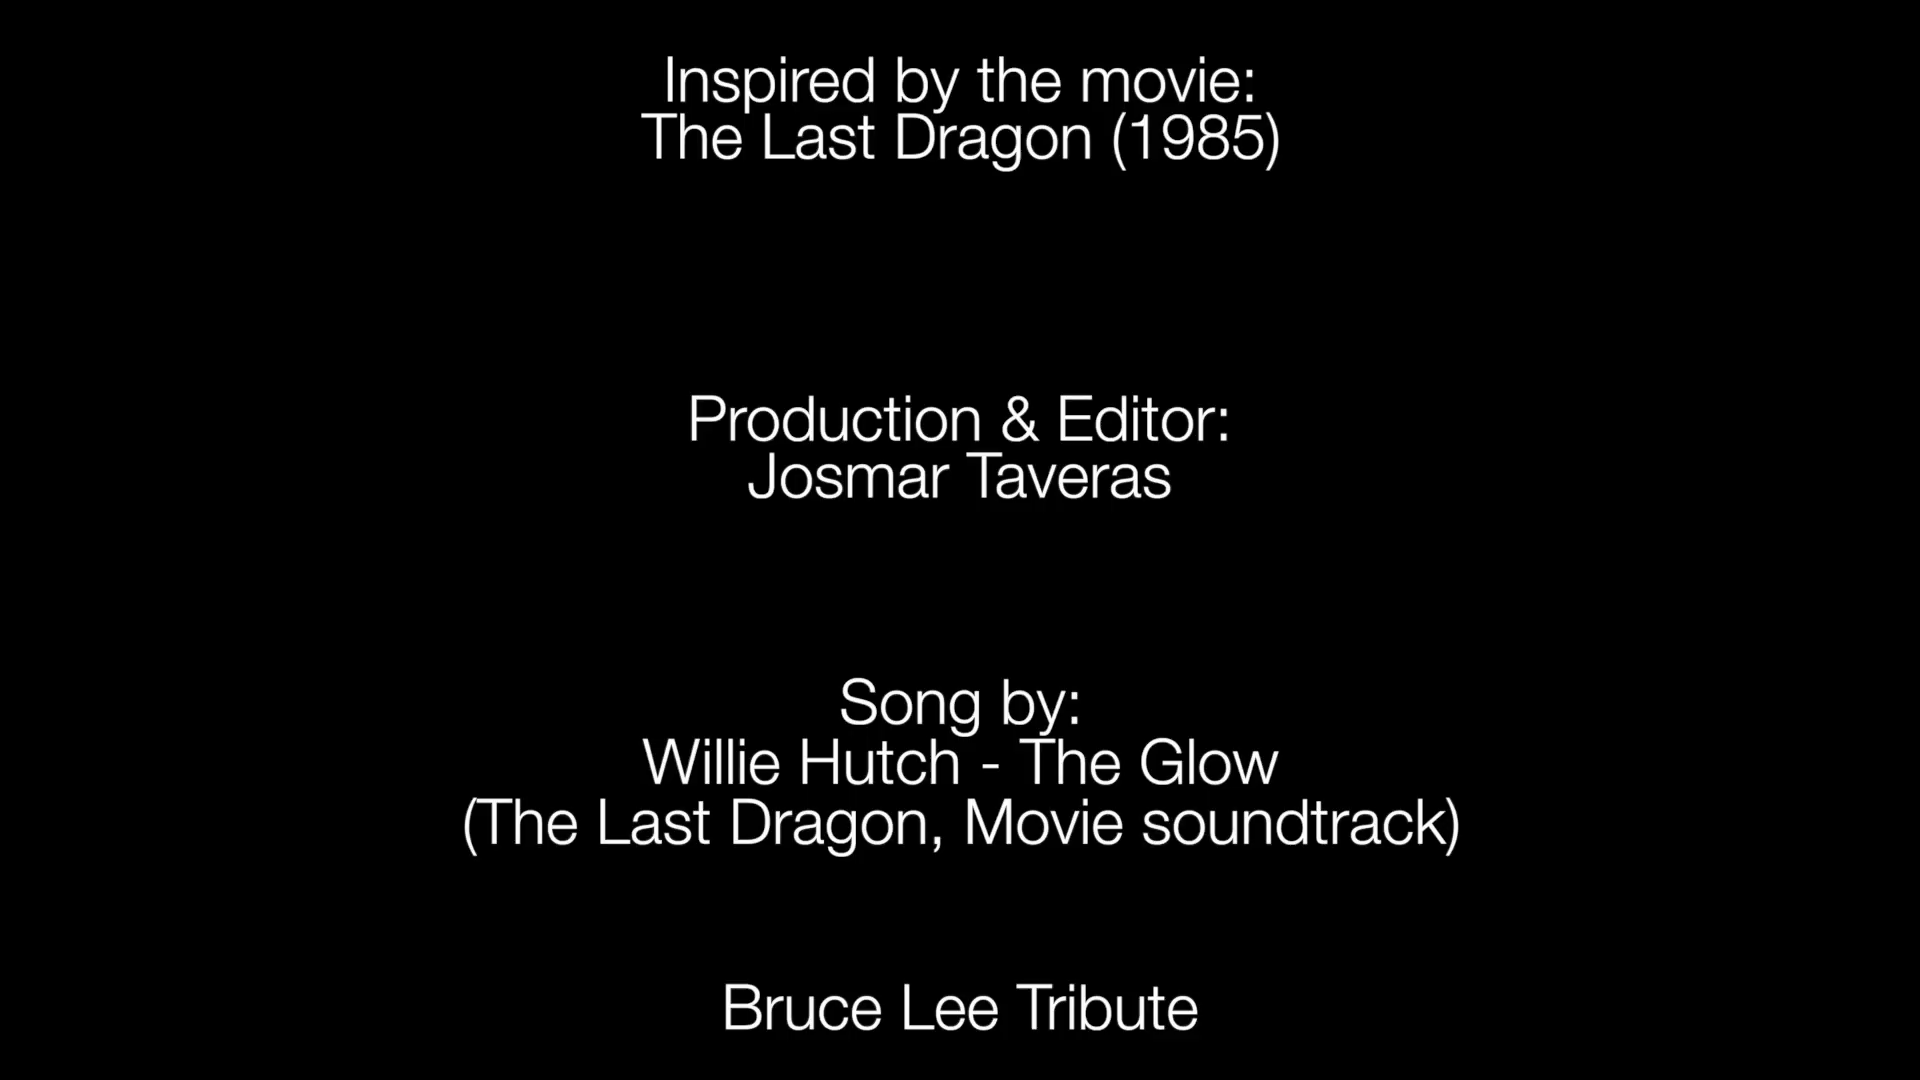 Inspired by the movie:
The Last Dragon (1985)
Production & Editor:
Josmar Taveras
Song by:
Willie Hutch - The Glow
(The Last Dragon, Movie soundtrack)
Bruce Lee Tribute